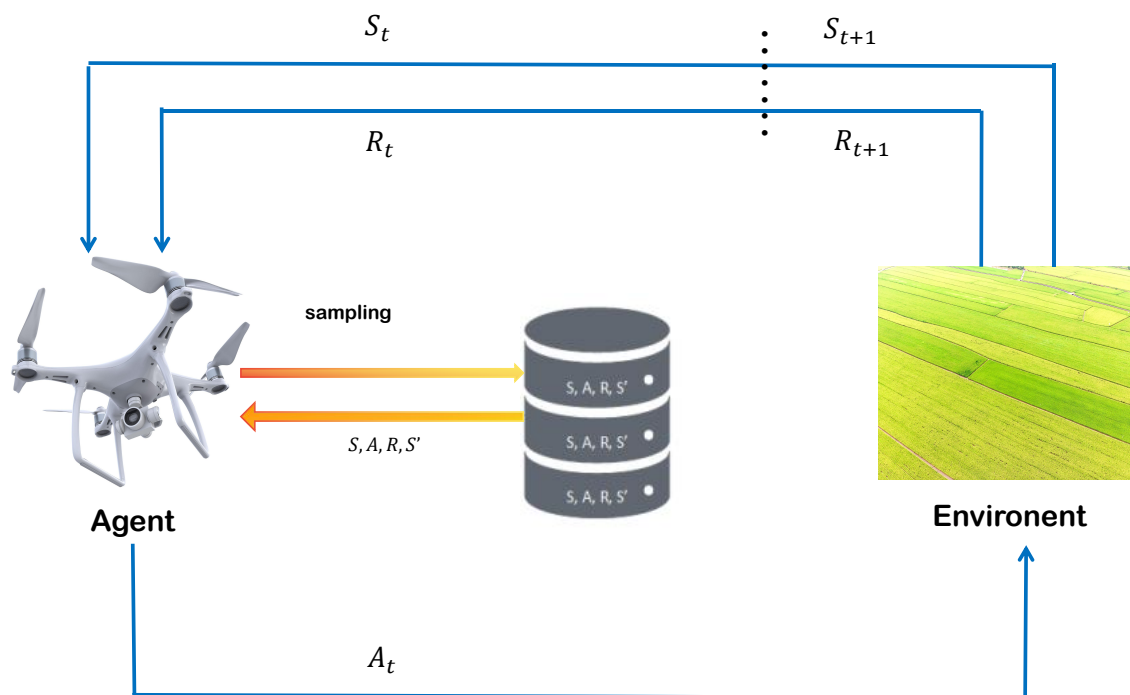 S_t
S_{t+1}
R_t
R_{t+1}
sampling
S, A, R, S'
S, A, R, S'
S, A, R, S'
S, A, R, S'
Agent
Environent
A_t